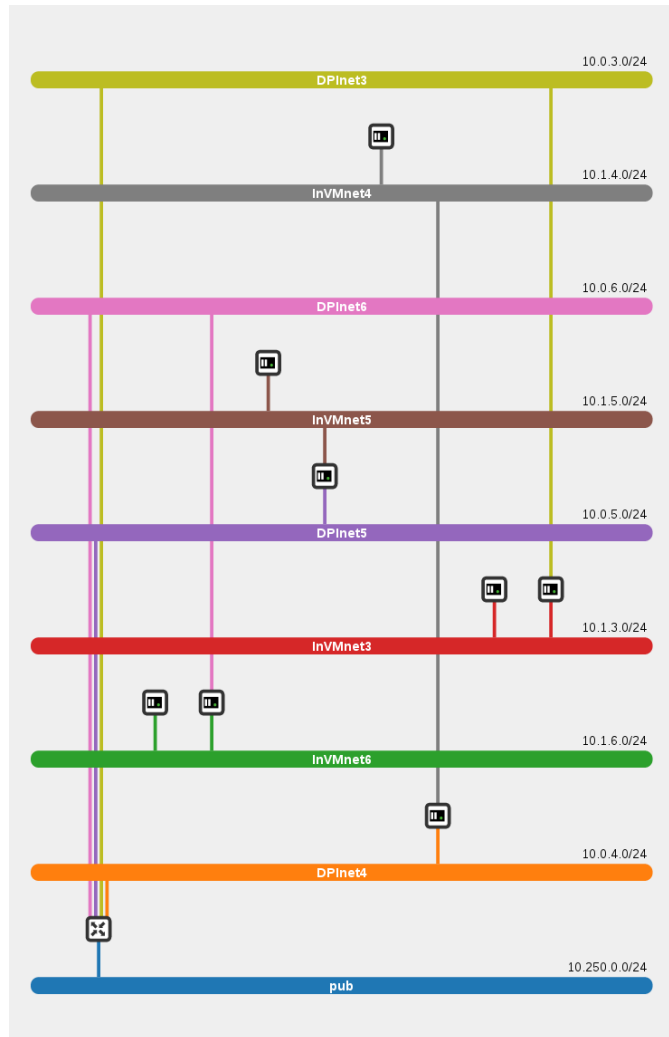 10.0.3.0/24
DPInet3
10.1.4.0/24
InVMnet4
10.0.6.0/24
DPInet6
10.1.5.0/24
InVMnet5
10.0.5.0/24
DPInet5
10.1.3.0/24
InVMnet3
10.1.6.0/24
InVMnet6
10.0.4.0/24
DPInet4
10.250.0.0/24
pub